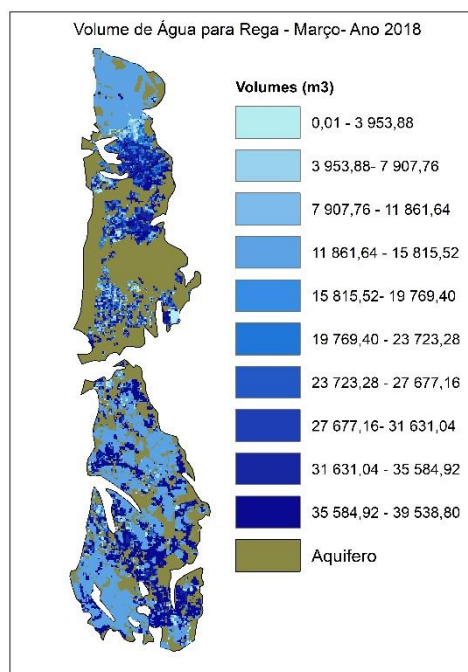 Volume de Água para Rega - Março- Ano 2018
Volumes (m3)
0,01 - 3 953,88
3 953,88- 7 907,76
7 907,76 - 11 861,64
11 861,64 - 15 815,52
15 815,52- 19 769,40
19 769,40 - 23 723,28
23 723,28 - 27 677,16
27 677,16- 31 631,04
31 631,04 - 35 584,92
35 584,92 - 39 538,80
Aquifero